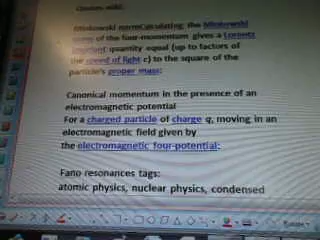 Quotes wiki:
Minkowski normCalculating the Minkowski
norm of the four-momentum gives a Lorentz
invariant quantity equal (up to factors of
the speed of light c) to the square of the
particle's proper mass:
Canonical momentum in the presence of an
electromagnetic potential
For a charged particle of charge q, moving in an
electromagnetic field given by
the electromagnetic four-potential:
Fano resonances tags:
atomic physics, nuclear physics, condensed